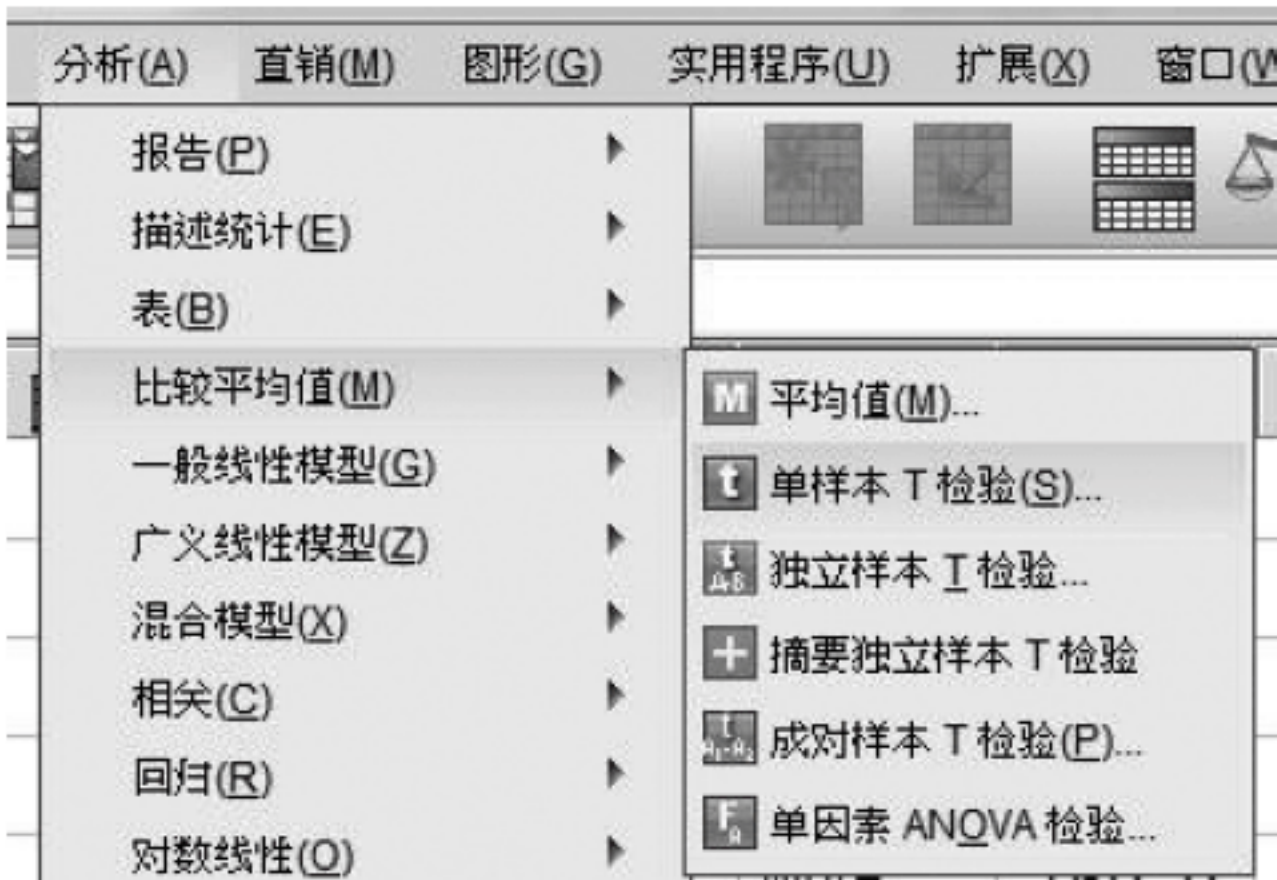 分析(A) 直销(M) 图形(G) 实用程序(U) 扩展(X) 窗口(W
报告(P)
描述统计(E)
表(B)
比较平均值(M)
一般线性模型(G)
广义线性模型(Z)
混合模型(X)
相关(C)
回归(R)
对数线性(O)
M 平均值(M)...
t 单样本 T 检验(S)...
t A-B 独立样本 T 检验...
摘要独立样本 T 检验
t A₁-A₂ 成对样本 T 检验(P)...
F A 单因素 ANOVA 检验...